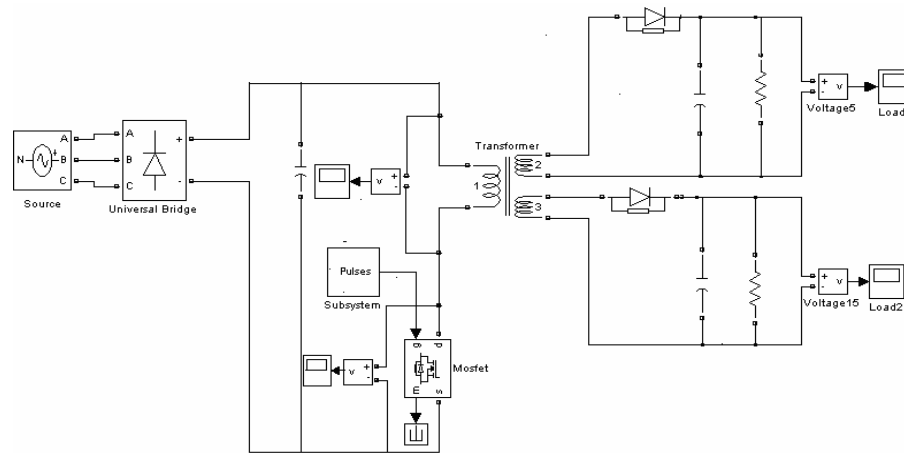 A
B
C
N
Source
A
B
C
+
-
Universal Bridge
v
+
-
Pulses
Subsystem
v
+
-
g
D
m
S
Mosfet
Transformer
1
2
3
+
-
v
Voltage5
Load
+
-
v
Voltage15
Load2